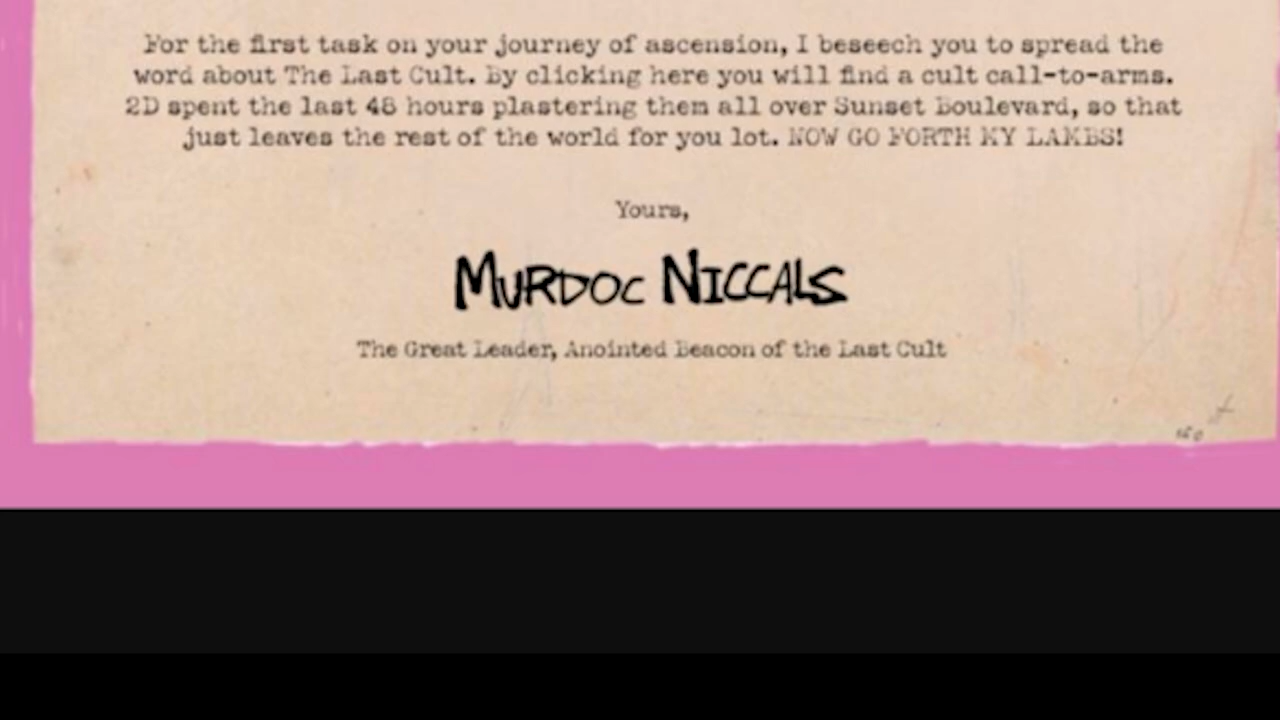 For the first task on your journey of ascension, I beseech you to spread the
word about The Last Cult. By clicking here you will find a cult call-to-arms.
2D spent the last 48 hours plastering them all over Sunset Boulevard, so that
just leaves the rest of the world for you lot. NOW GO FORTH MY LAMBS!
Yours,
MURDOC NICCALS
The Great Leader, Anointed Beacon of the Last Cult